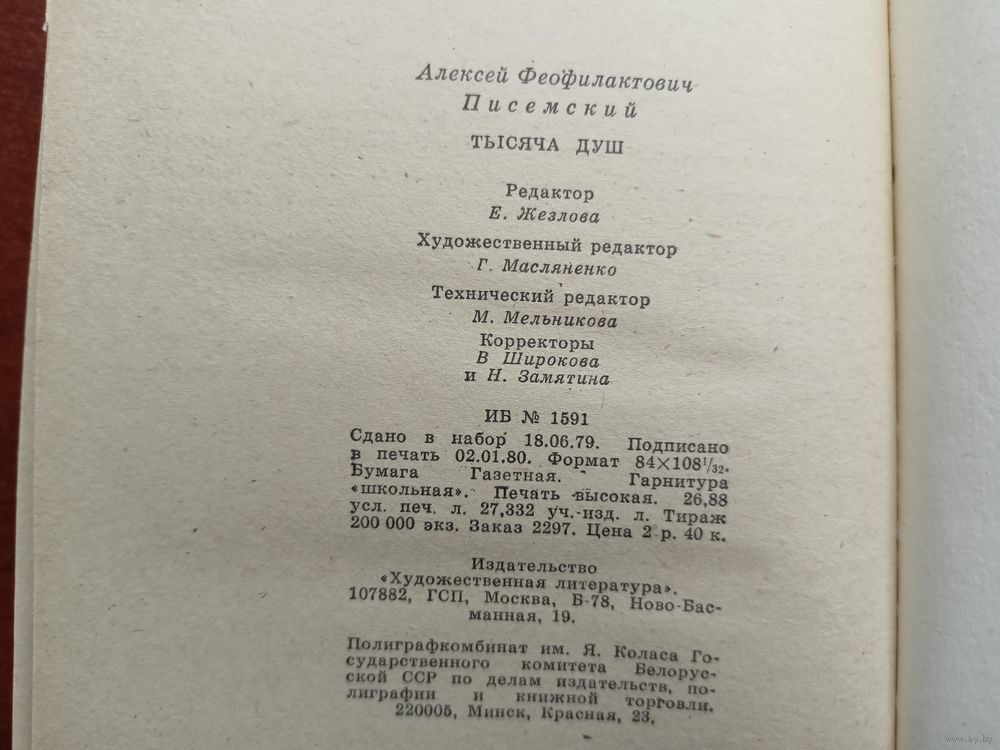 Алексей Феофилактович
Писемский
ТЫСЯЧА ДУШ
Редактор
Е. Жезлова
Художественный редактор
Г. Масляненко
Технический редактор
М. Мельникова
Корректоры
В Широкова
и Н. Замятина
ИБ № 1591
Сдано в набор 18.06.79. Подписано
в печать 02.01.80. Формат 84×108¹/₃₂.
Бумага Газетная. Гарнитура
«школьная». Печать высокая. 26,88
усл. печ. л. 27,332 уч.-изд. л. Тираж
200 000 экз. Заказ 2297. Цена 2 р. 40 к.
Издательство
«Художественная литература».
107882, ГСП, Москва, Б-78, Ново-Бас-
манная, 19.
Полиграфкомбинат им. Я. Коласа Го-
сударственного комитета Белорус-
ской ССР по делам издательств, по-
лиграфии и книжной торговли.
220005, Минск, Красная, 23.
www.ay.by